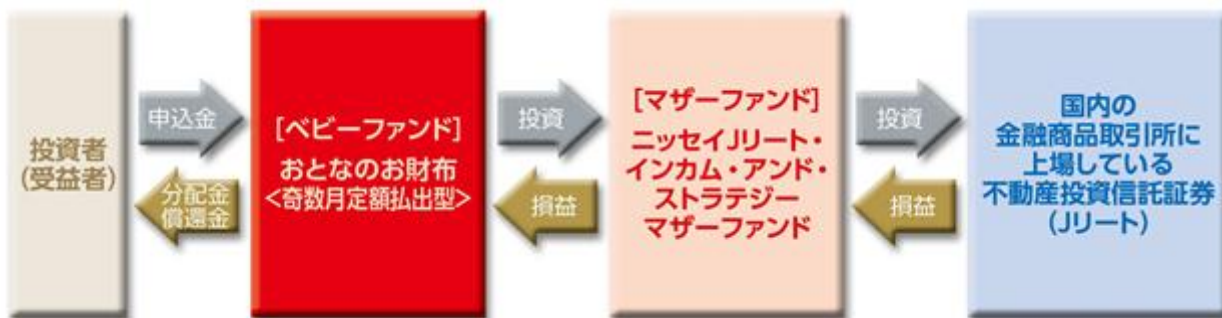 投資者
(受益者)
申込金
分配金
償還金
[ベビーファンド]
おとなのお財布
<奇数月定額払出型>
投資
損益
[マザーファンド]
ニッセイJリート・
インカム・アンド・
ストラテジー
マザーファンド
投資
損益
国内の
金融商品取引所に
上場している
不動産投資信託証券
(Jリート)